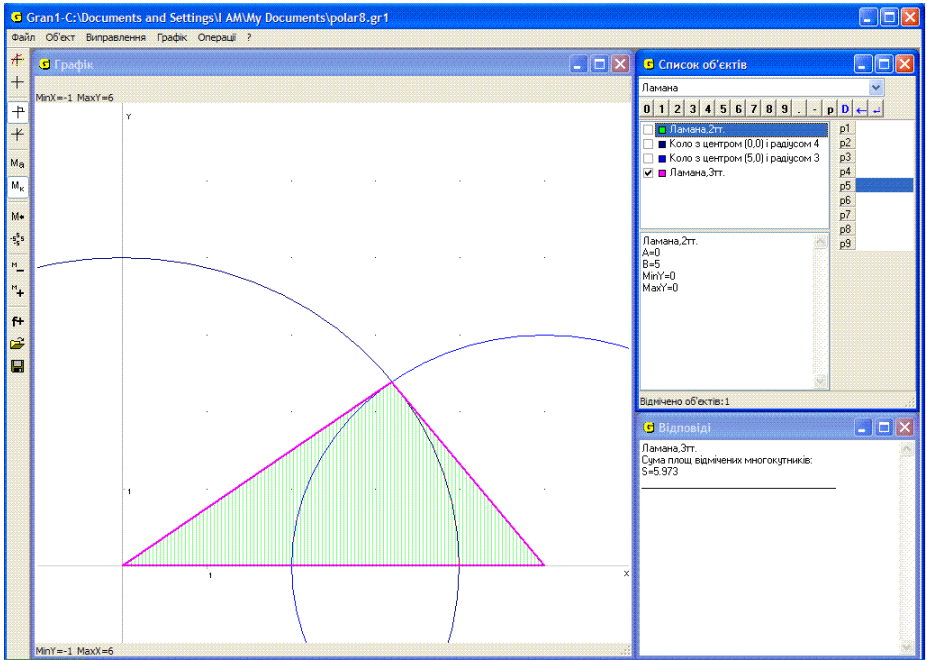 Gran1-C:\Documents and Settings\I AM\My Documents\polar8.gr1
Файл Об'єкт Виправлення Графік Операції ?
Графік
MinX=-1 MaxY=6
Y
1
1
X
MinY=-1 MaxX=6
Mа
Mк
M
M
f+
Список об'єктів
Ламана
0 1 2 3 4 5 6 7 8 9 . - p D ← ↵
Ламана,2тт.
Коло з центром (0,0) і радіусом 4
Коло з центром (5,0) і радіусом 3
Ламана,3тт.
p1
p2
p3
p4
p5
p6
p7
p8
p9
Ламана,2тт.
A=0
B=5
MinY=0
MaxY=0
Відмічено об'єктів:1
Відповіді
Ламана,3тт.
Сума площ відмічених многокутників:
S=5.973